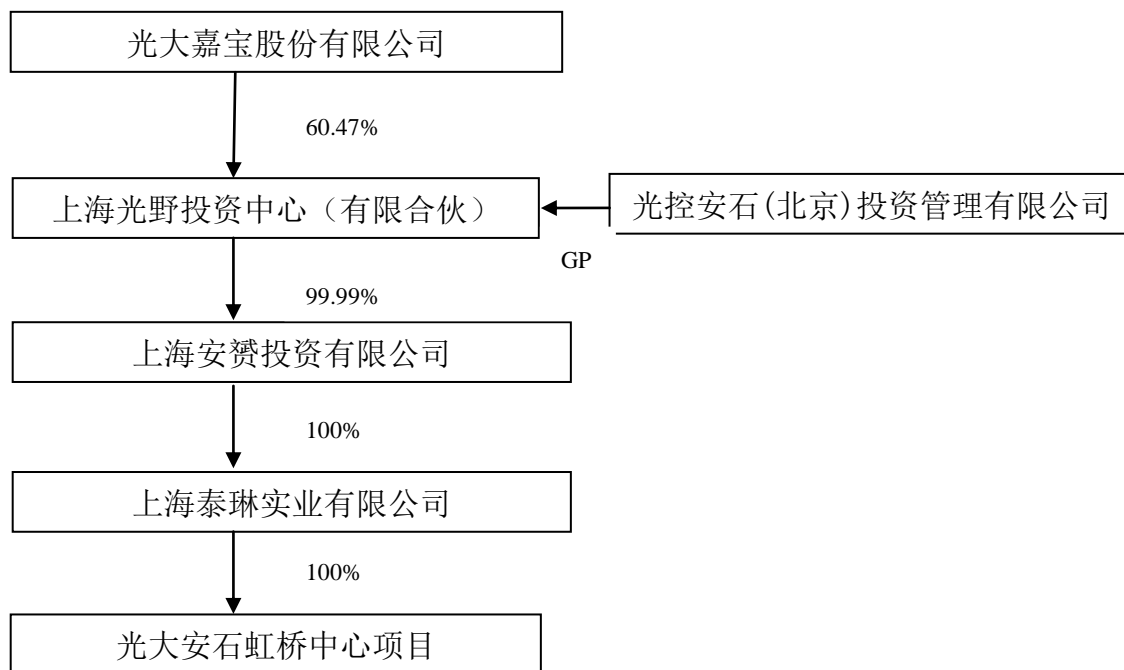 光大嘉宝股份有限公司
60.47%
上海光野投资中心（有限合伙）
光控安石(北京)投资管理有限公司
GP
99.99%
上海安赟投资有限公司
100%
上海泰琳实业有限公司
100%
光大安石虹桥中心项目